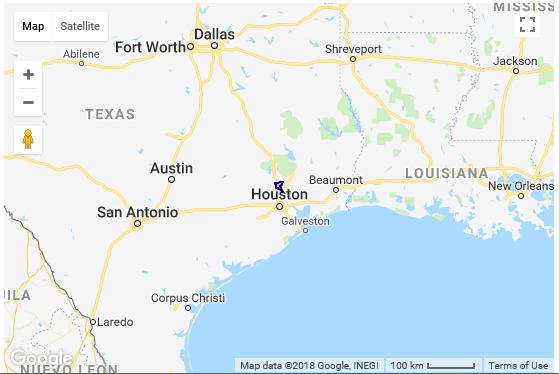 MISSISS
Map
Satellite
Abilene
Fort Worth
Dallas
Shreveport
Jackson
TEXAS
Austin
Beaumont
LOUISIANA
Houston
New Orleans
San Antonio
Galveston
UILA
Corpus Christi
Laredo
Google
NUEVO LEON
Map data ©2018 Google, INEGI
100 km
Terms of Use